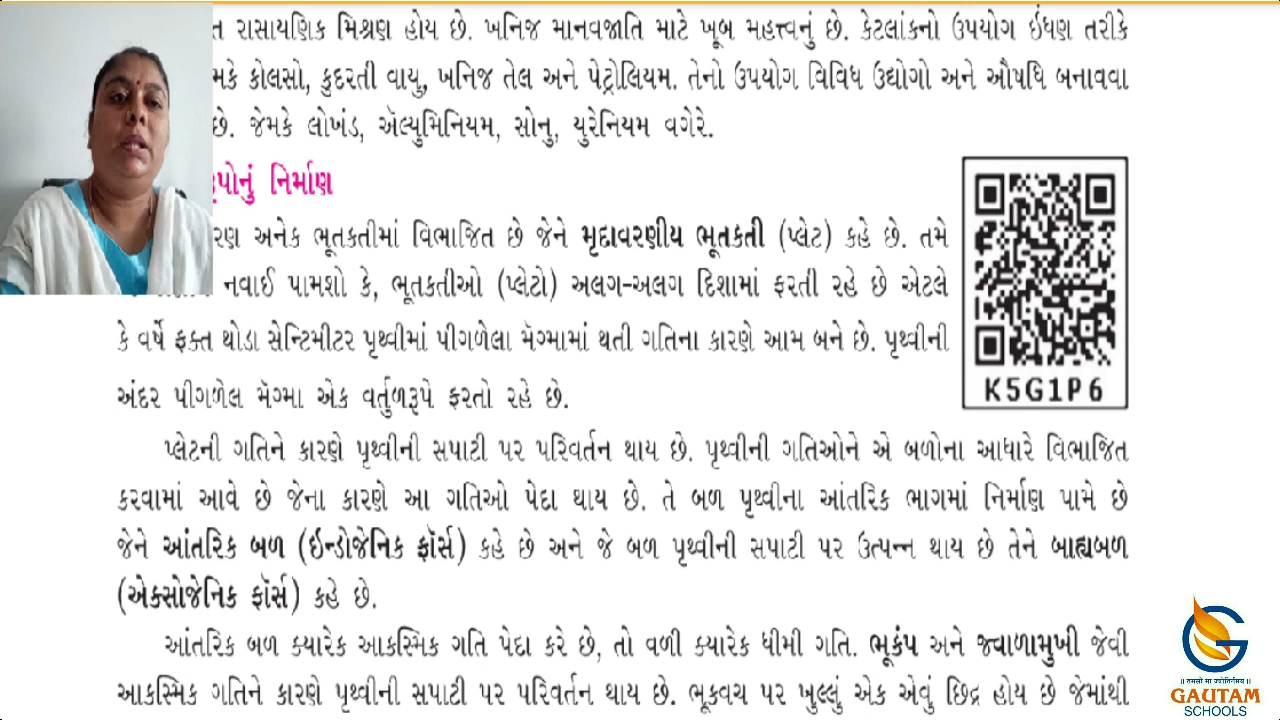 ત રાસાયણિક મિશ્રણ હોય છે. ખનિજ માનવજાતિ માટે ખૂબ મહત્ત્વનું છે. કેટલાંકનો ઉપયોગ ઇંધણ તરીકે
મકે કોલસો, કુદરતી વાયુ, ખનિજ તેલ અને પેટ્રોલિયમ. તેનો ઉપયોગ વિવિધ ઉદ્યોગો અને ઔષધિ બનાવવા
છે. જેમકે લોખંડ, ઍલ્યુમિનિયમ, સોનુ, યુરેનિયમ વગેરે.
રૂપોનું નિર્માણ
રણ અનેક ભૂતકતીમાં વિભાજિત છે જેને મૃદાવરણીય ભૂતકતી (પ્લેટ) કહે છે. તમે
નવાઈ પામશો કે, ભૂતકતીઓ (પ્લેટો) અલગ-અલગ દિશામાં ફરતી રહે છે એટલે
કે વર્ષે ફક્ત થોડા સેન્ટિમીટર પૃથ્વીમાં પીગળેલા મૅગ્મામાં થતી ગતિના કારણે આમ બને છે. પૃથ્વીની
અંદર પીગળેલ મૅગ્મા એક વર્તુળરૂપે ફરતો રહે છે.
K5G1P6
પ્લેટની ગતિને કારણે પૃથ્વીની સપાટી પર પરિવર્તન થાય છે. પૃથ્વીની ગતિઓને એ બળોના આધારે વિભાજિત
કરવામાં આવે છે જેના કારણે આ ગતિઓ પેદા થાય છે. તે બળ પૃથ્વીના આંતરિક ભાગમાં નિર્માણ પામે છે
જેને આંતરિક બળ (ઇન્ડોજેનિક ફૉર્સ) કહે છે અને જે બળ પૃથ્વીની સપાટી પર ઉત્પન્ન થાય છે તેને બાહ્યબળ
(એક્સોજેનિક ફૉર્સ) કહે છે.
આંતરિક બળ ક્યારેક આકસ્મિક ગતિ પેદા કરે છે, તો વળી ક્યારેક ધીમી ગતિ. ભૂકંપ અને જ્વાળામુખી જેવી
આકસ્મિક ગતિને કારણે પૃથ્વીની સપાટી પર પરિવર્તન થાય છે. ભૂકવચ પર ખુલ્લું એક એવું છિદ્ર હોય છે જેમાંથી
॥ તમસો મા જ્યોતિર્ગમય ॥
GAUTAM
SCHOOLS